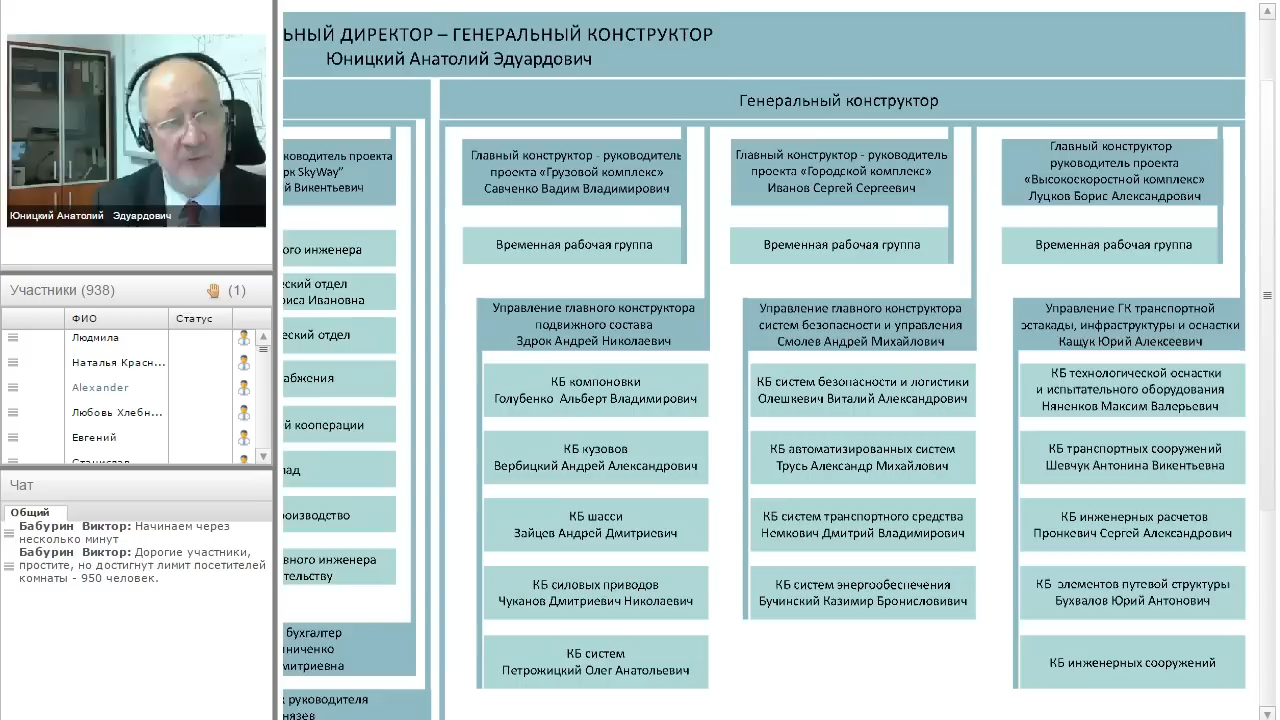 ЬНЫЙ ДИРЕКТОР – ГЕНЕРАЛЬНЫЙ КОНСТРУКТОР
Юницкий Анатолий Эдуардович
Генеральный конструктор
ководитель проекта
рк SkyWay”
й Викентьевич
ого инженера
еский отдел
риса Ивановна
еский отдел
абжения
й кооперации
лад
оизводство
вного инженера
тельству
бухгалтер
ниченко
митриевна
к руководителя
нязев
Главный конструктор - руководитель
проекта «Грузовой комплекс»
Савченко Вадим Владимирович
Временная рабочая группа
Управление главного конструктора
подвижного состава
Здрок Андрей Николаевич
КБ компоновки
Голубенко Альберт Владимирович
КБ кузовов
Вербицкий Андрей Александрович
КБ шасси
Зайцев Андрей Дмитриевич
КБ силовых приводов
Чуканов Дмитриевич Николаевич
КБ систем
Петрожицкий Олег Анатольевич
Главный конструктор - руководитель
проекта «Городской комплекс»
Иванов Сергей Сергеевич
Временная рабочая группа
Управление главного конструктора
систем безопасности и управления
Смолев Андрей Михайлович
КБ систем безопасности и логистики
Олешкевич Виталий Александрович
КБ автоматизированных систем
Трусь Александр Михайлович
КБ систем транспортного средства
Немкович Дмитрий Владимирович
КБ систем энергообеспечения
Бучинский Казимир Брониславивич
Главный конструктор
руководитель проекта
«Высокоскоростной комплекс»
Луцков Борис Александрович
Временная рабочая группа
Управление ГК транспортной
эстакады, инфраструктуры и оснастки
Кащук Юрий Алексеевич
КБ технологической оснастки
и испытательного оборудования
Няненков Максим Валерьевич
КБ транспортных сооружений
Шевчук Антонина Викентьевна
КБ инженерных расчетов
Пронкевич Сергей Александрович
КБ элементов путевой структуры
Бухвалов Юрий Антонович
КБ инженерных сооружений
Юницкий Анатолий Эдуардович
Участники (938)
(1)
ФИО Статус
Людмила
Наталья Красн...
Alexander
Любовь Хлебн...
Евгений
Станислав
Чат
Общий
Бабурин Виктор: Начинаем через
несколько минут
Бабурин Виктор: Дорогие участники,
простите, но достигнут лимит посетителей
комнаты - 950 человек.